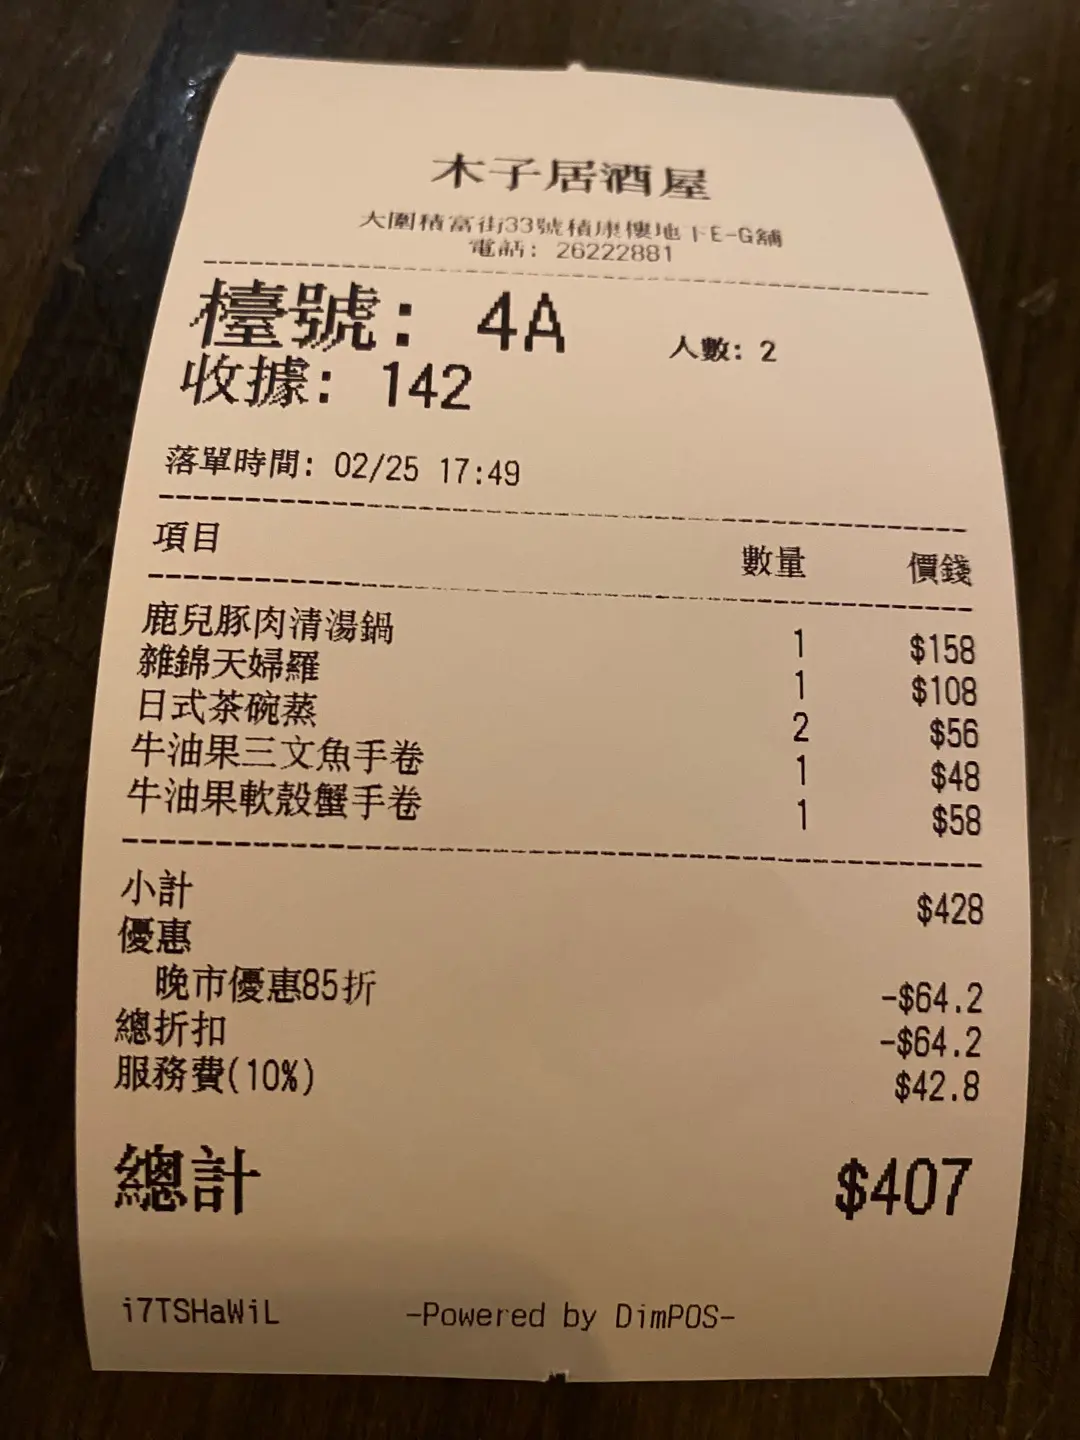 木子居酒屋
大圍積富街33號積康樓地下E-G舖
電話: 26222881
檯號: 4A 人數: 2
收據: 142
落單時間: 02/25 17:49
項目 數量 價錢
鹿兒豚肉清湯鍋 1 $158
雜錦天婦羅 1 $108
日式茶碗蒸 2 $56
牛油果三文魚手卷 1 $48
牛油果軟殼蟹手卷 1 $58
小計 $428
優惠
晚市優惠85折 -$64.2
總折扣 -$64.2
服務費(10%) $42.8
總計 $407
i7TSHaWiL -Powered by DimPOS-